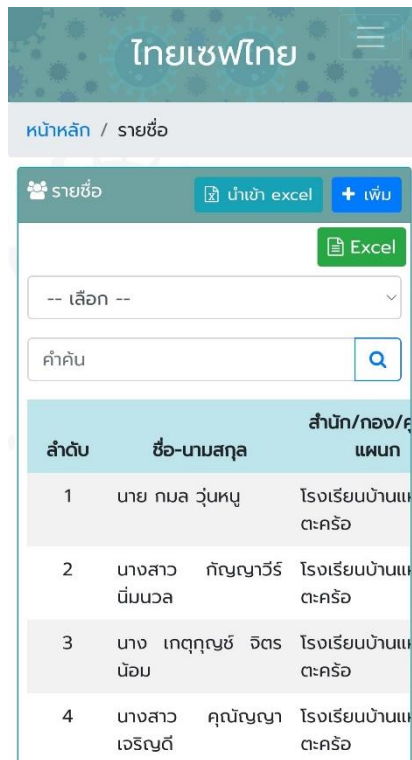 ไทยเซฟไทย
หน้าหลัก / รายชื่อ
รายชื่อ
นำเข้า excel
+ เพิ่ม
Excel
-- เลือก --
คำค้น
สำนัก/กอง/
ลำดับ ชื่อ-นามสกุล แผนก
1 นาย กมล วุ่นหนู โรงเรียนบ้าน
ตะคร้อ
2 นางสาว กัญญาวีร์ โรงเรียนบ้าน
นิ่มนวล ตะคร้อ
3 นาง เกตุกุญช์ จิตร โรงเรียนบ้าน
น้อม ตะคร้อ
4 นางสาว คุณัญญา โรงเรียนบ้าน
เจริญดี ตะคร้อ